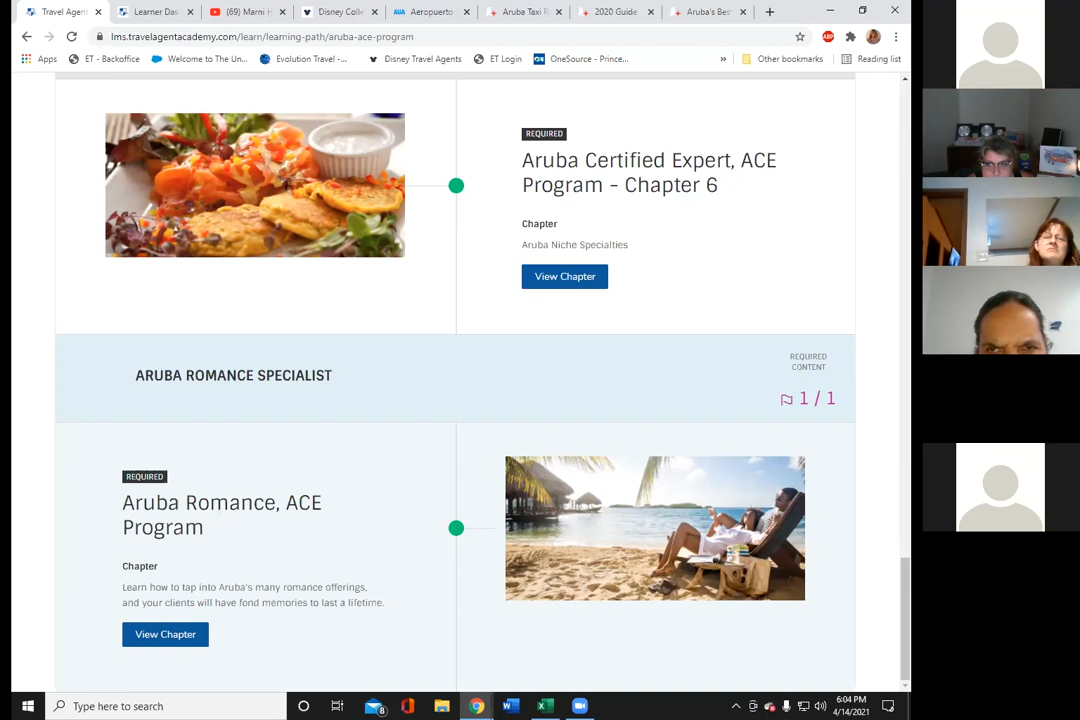 Travel Agent
Learner Das
(69) Marni H
Disney Colle
Aeropuerto
Aruba Taxi R
2020 Guide
Aruba's Best
lms.travelagentacademy.com/learn/learning-path/aruba-ace-program
ABP
Apps
ET - Backoffice
Welcome to The Un...
Evolution Travel -...
Disney Travel Agents
ET Login
OneSource - Prince...
»
Other bookmarks
Reading list
REQUIRED
Aruba Certified Expert, ACE
Program - Chapter 6
Chapter
Aruba Niche Specialties
View Chapter
ARUBA ROMANCE SPECIALIST
REQUIRED
CONTENT
1 / 1
REQUIRED
Aruba Romance, ACE
Program
Chapter
Learn how to tap into Aruba's many romance offerings,
and your clients will have fond memories to last a lifetime.
View Chapter
Type here to search
8
6:04 PM
4/14/2021